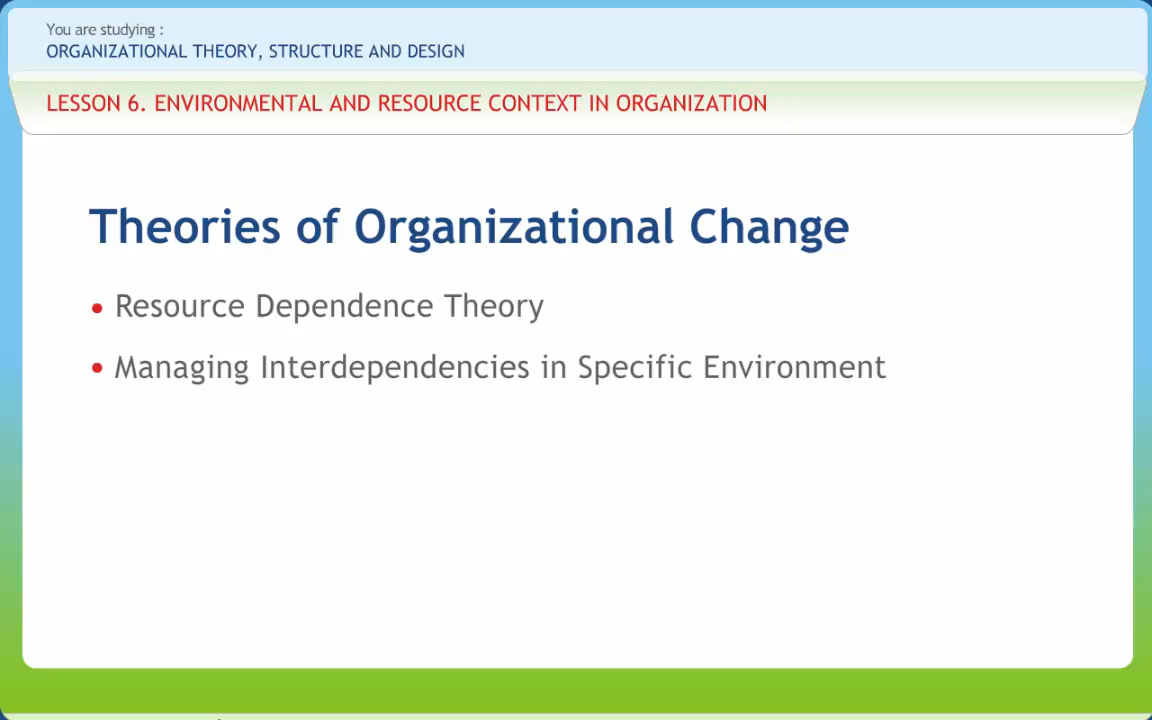 You are studying :
ORGANIZATIONAL THEORY, STRUCTURE AND DESIGN
LESSON 6. ENVIRONMENTAL AND RESOURCE CONTEXT IN ORGANIZATION
Theories of Organizational Change
• Resource Dependence Theory
• Managing Interdependencies in Specific Environment